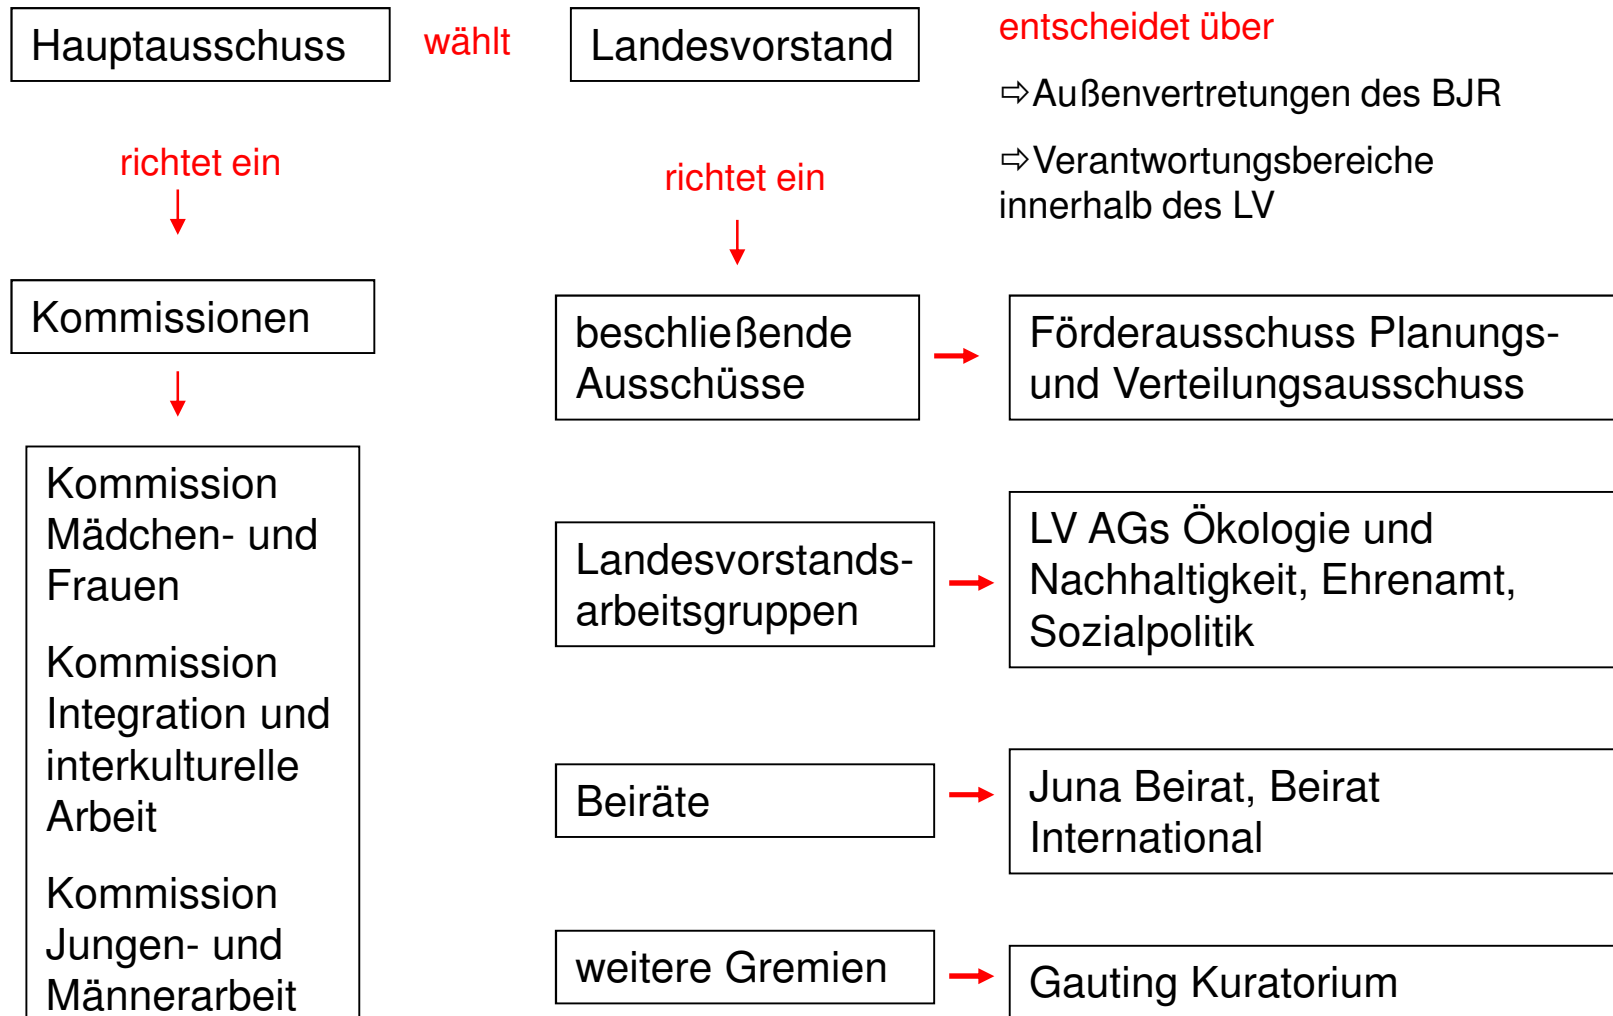 Hauptausschuss
wählt
Landesvorstand
entscheidet über
⇨Außenvertretungen des BJR
⇨Verantwortungsbereiche
innerhalb des LV
richtet ein
richtet ein
Kommissionen
Kommission
Mädchen- und
Frauen
Kommission
Integration und
interkulturelle
Arbeit
Kommission
Jungen- und
Männerarbeit
beschließende
Ausschüsse
Förderausschuss Planungs-
und Verteilungsausschuss
Landesvorstands-
arbeitsgruppen
LV AGs Ökologie und
Nachhaltigkeit, Ehrenamt,
Sozialpolitik
Beiräte
Juna Beirat, Beirat
International
weitere Gremien
Gauting Kuratorium